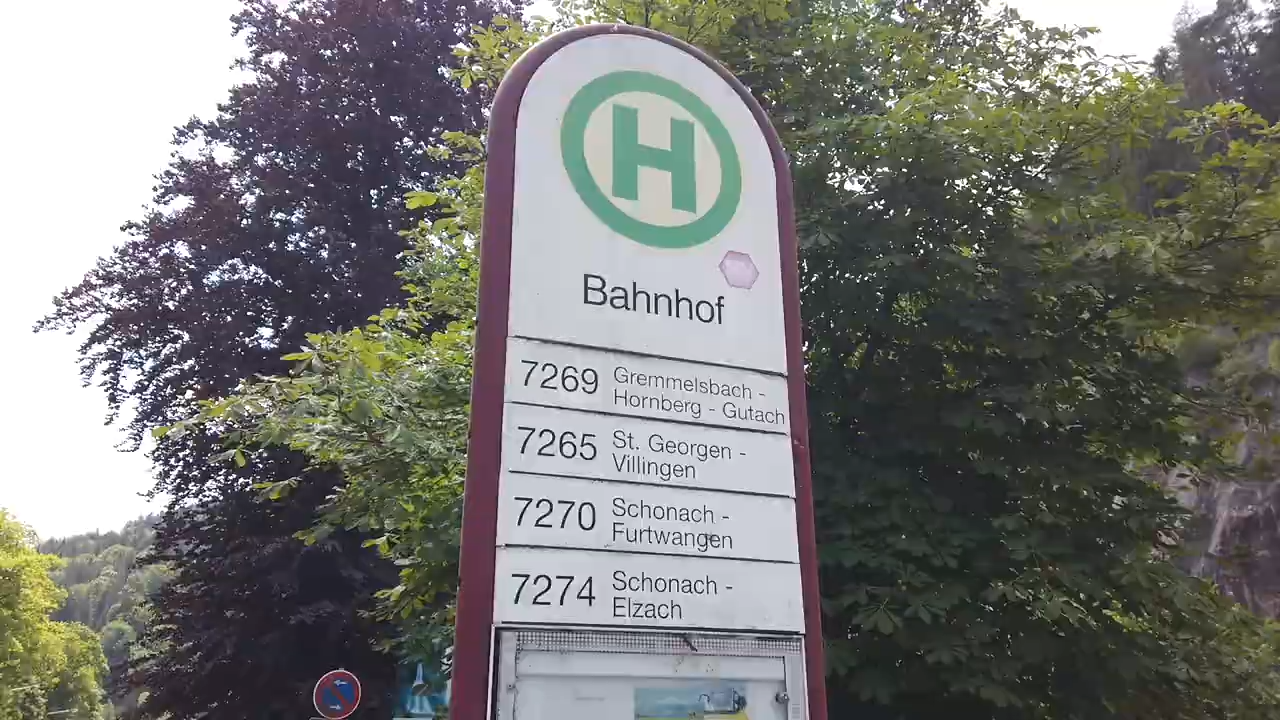 H
Bahnhof
7269 Gremmelsbach -
Hornberg - Gutach
7265 St. Georgen -
Villingen
7270 Schonach -
Furtwangen
7274 Schonach -
Elzach